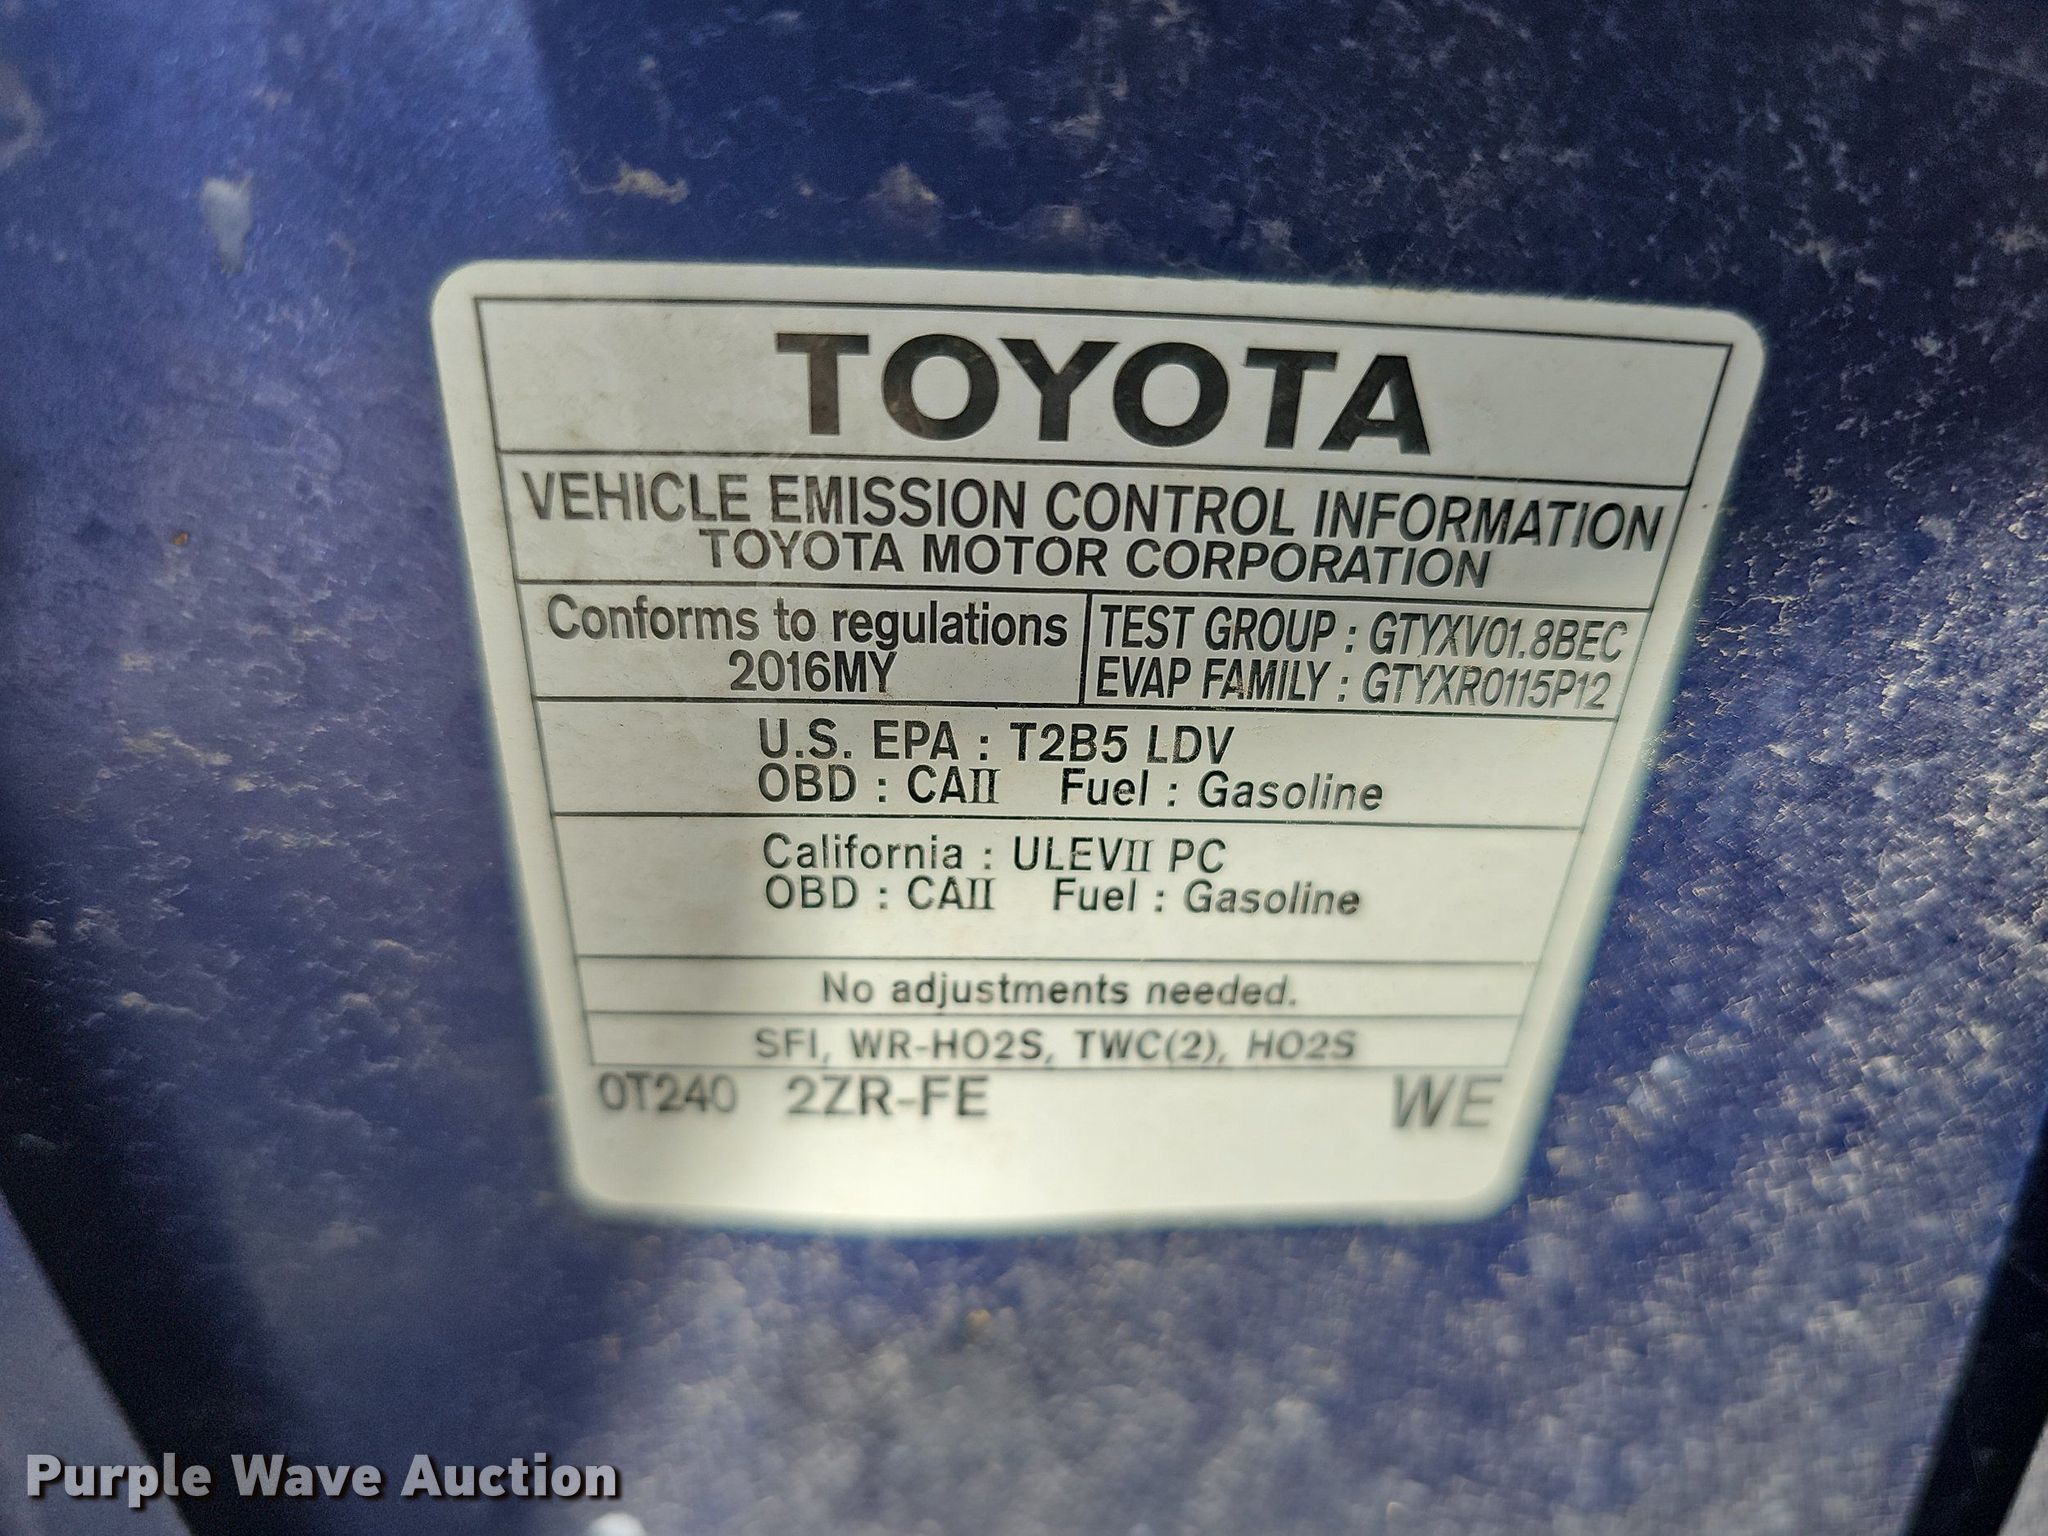 TOYOTA
VEHICLE EMISSION CONTROL INFORMATION
TOYOTA MOTOR CORPORATION
Conforms to regulations
2016MY
TEST GROUP : GTYXV01.8BEC
EVAP FAMILY : GTYXR0115P12
U.S. EPA : T2B5 LDV
OBD : CAII Fuel : Gasoline
California : ULEVII PC
OBD : CAII Fuel : Gasoline
No adjustments needed.
SFI, WR-HO2S, TWC(2), HO2S
0T240 2ZR-FE WE
Purple Wave Auction